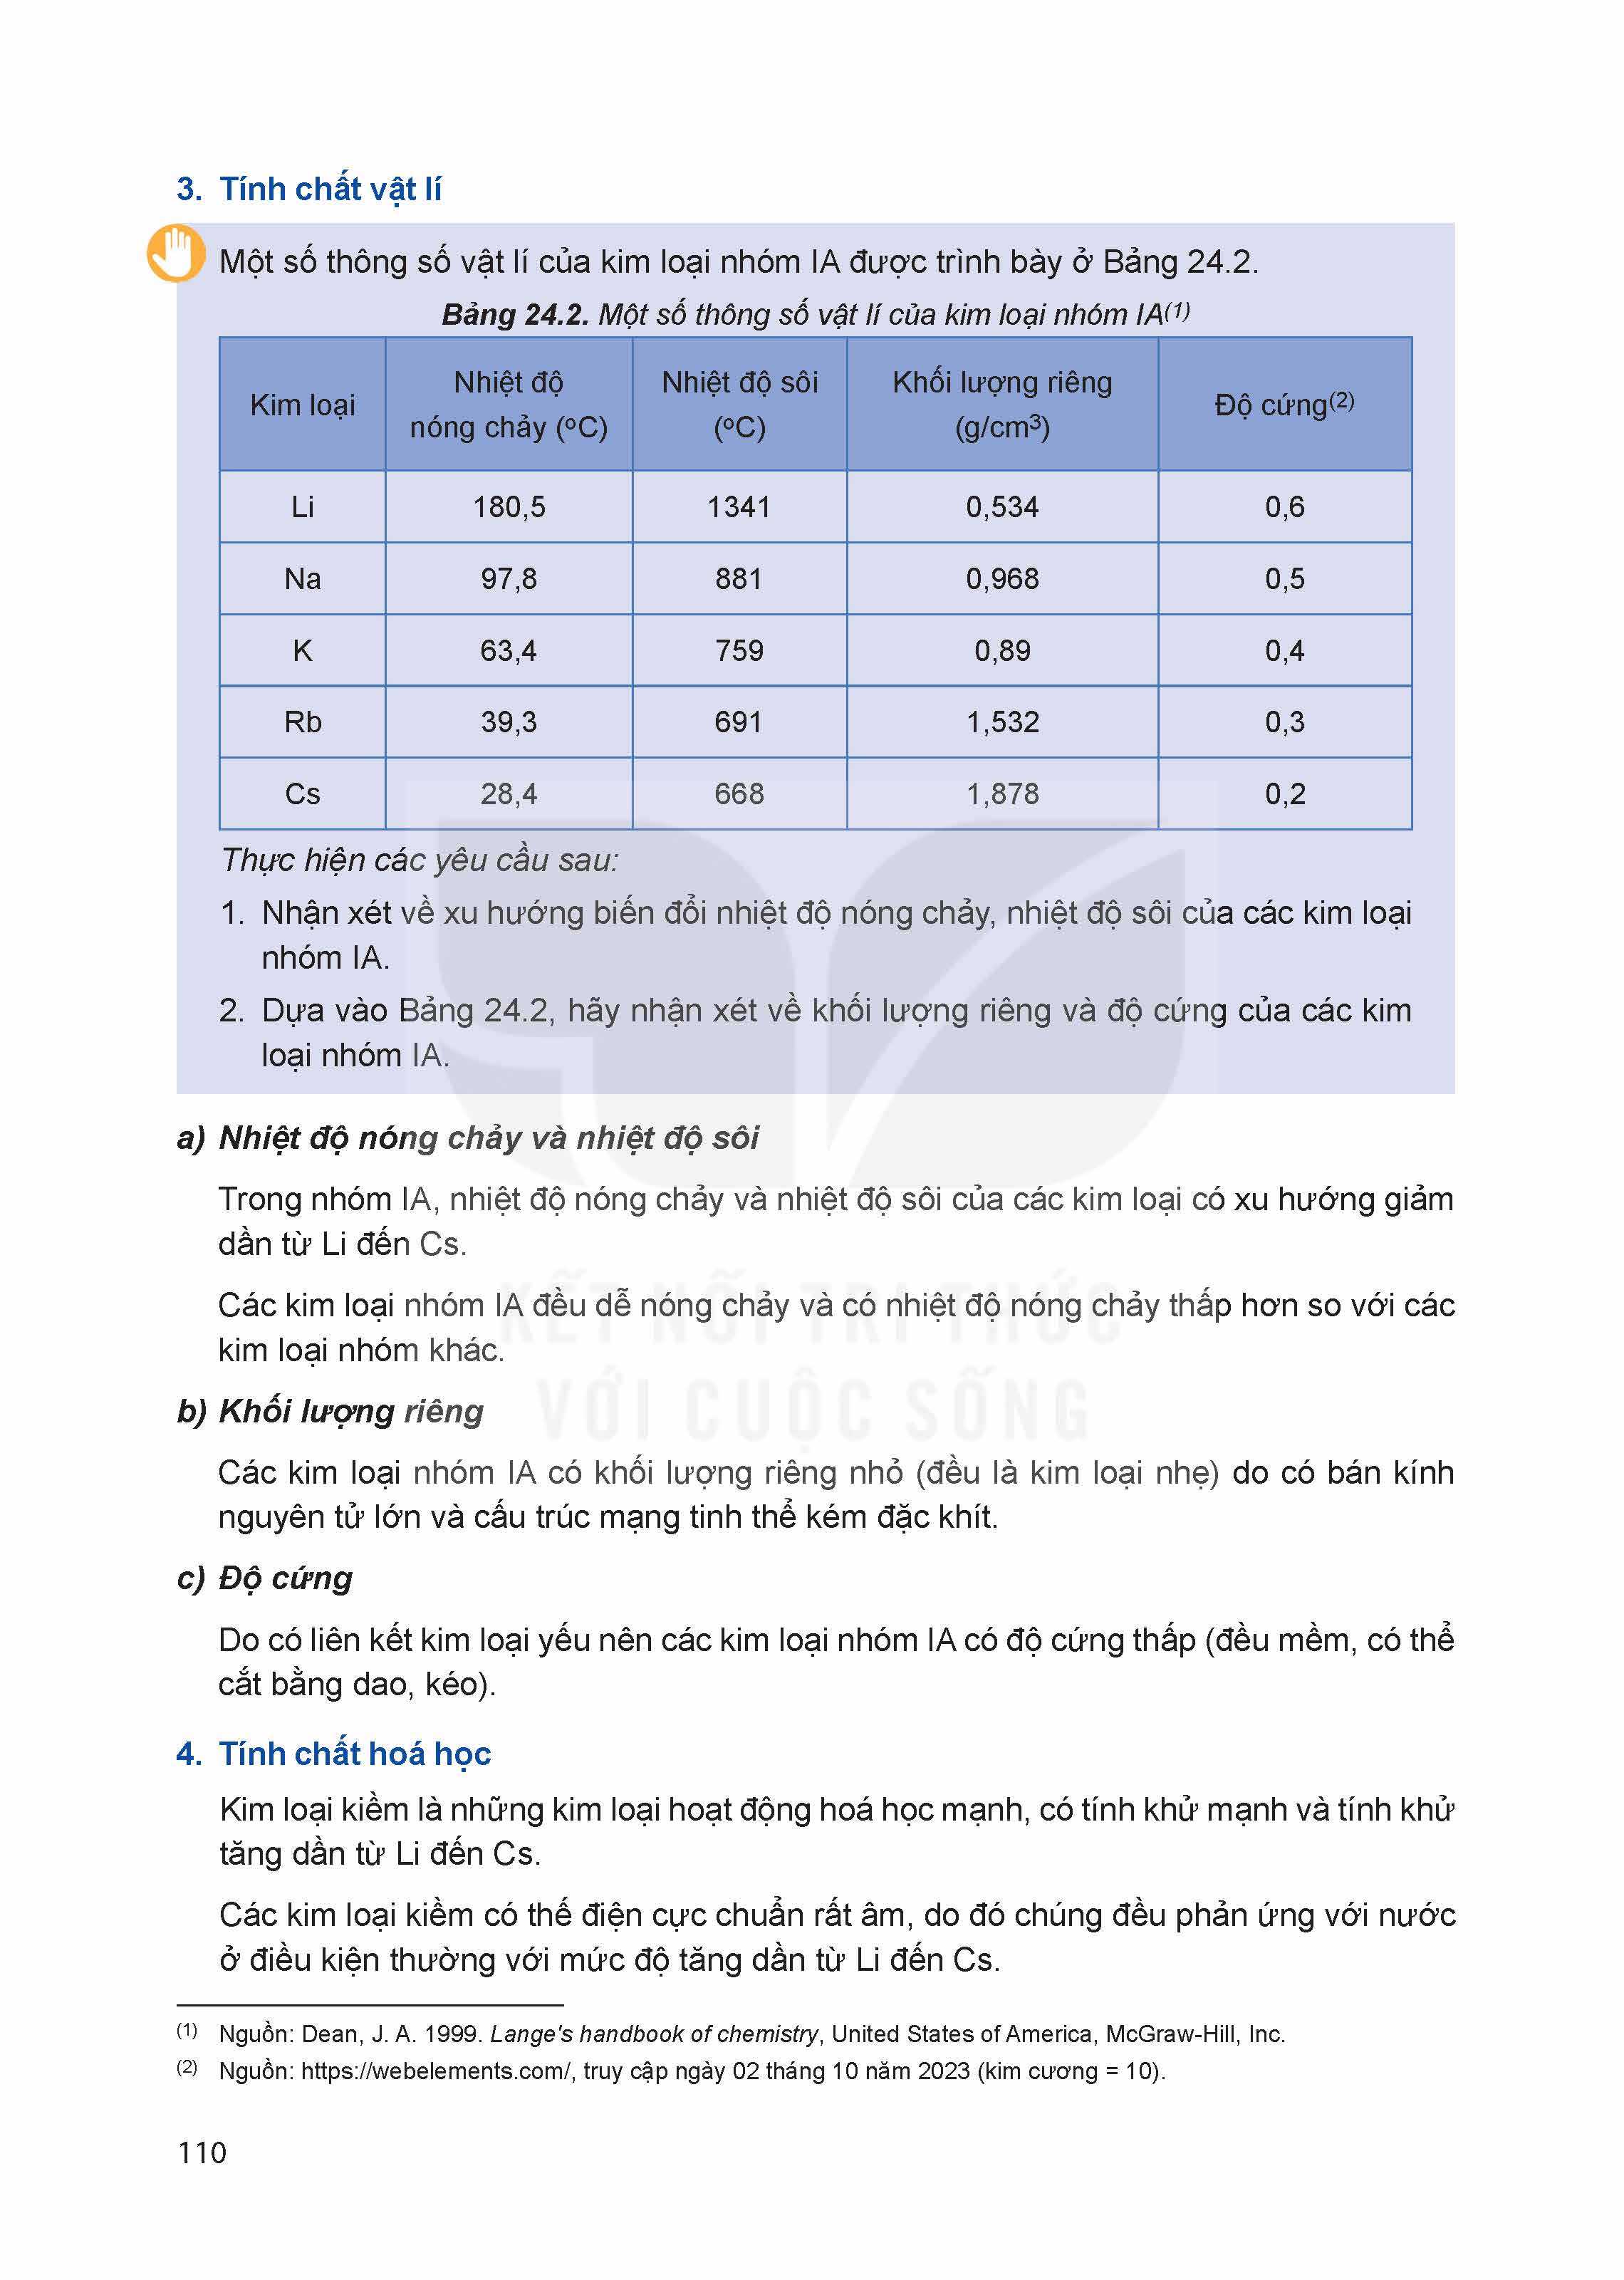 3. Tính chất vật lí
Một số thông số vật lí của kim loại nhóm IA được trình bày ở Bảng 24.2.
Bảng 24.2. Một số thông số vật lí của kim loại nhóm IA(1)
Kim loại | Nhiệt độ nóng chảy (ºC) | Nhiệt độ sôi (ºC) | Khối lượng riêng (g/cm³) | Độ cứng(2)
Li | 180,5 | 1341 | 0,534 | 0,6
Na | 97,8 | 881 | 0,968 | 0,5
K | 63,4 | 759 | 0,89 | 0,4
Rb | 39,3 | 691 | 1,532 | 0,3
Cs | 28,4 | 668 | 1,878 | 0,2
Thực hiện các yêu cầu sau:
1. Nhận xét về xu hướng biến đổi nhiệt độ nóng chảy, nhiệt độ sôi của các kim loại
nhóm IA.
2. Dựa vào Bảng 24.2, hãy nhận xét về khối lượng riêng và độ cứng của các kim
loại nhóm IA.
a) Nhiệt độ nóng chảy và nhiệt độ sôi
Trong nhóm IA, nhiệt độ nóng chảy và nhiệt độ sôi của các kim loại có xu hướng giảm
dần từ Li đến Cs.
Các kim loại nhóm IA đều dễ nóng chảy và có nhiệt độ nóng chảy thấp hơn so với các
kim loại nhóm khác.
KẾT NỐI TRI THỨC
VỚI CUỘC SỐNG
b) Khối lượng riêng
Các kim loại nhóm IA có khối lượng riêng nhỏ (đều là kim loại nhẹ) do có bán kính
nguyên tử lớn và cấu trúc mạng tinh thể kém đặc khít.
c) Độ cứng
Do có liên kết kim loại yếu nên các kim loại nhóm IA có độ cứng thấp (đều mềm, có thể
cắt bằng dao, kéo).
4. Tính chất hoá học
Kim loại kiềm là những kim loại hoạt động hoá học mạnh, có tính khử mạnh và tính khử
tăng dần từ Li đến Cs.
Các kim loại kiềm có thế điện cực chuẩn rất âm, do đó chúng đều phản ứng với nước
ở điều kiện thường với mức độ tăng dần từ Li đến Cs.
(1) Nguồn: Dean, J. A. 1999. Lange's handbook of chemistry, United States of America, McGraw-Hill, Inc.
(2) Nguồn: https://webelements.com/, truy cập ngày 02 tháng 10 năm 2023 (kim cương = 10).
110